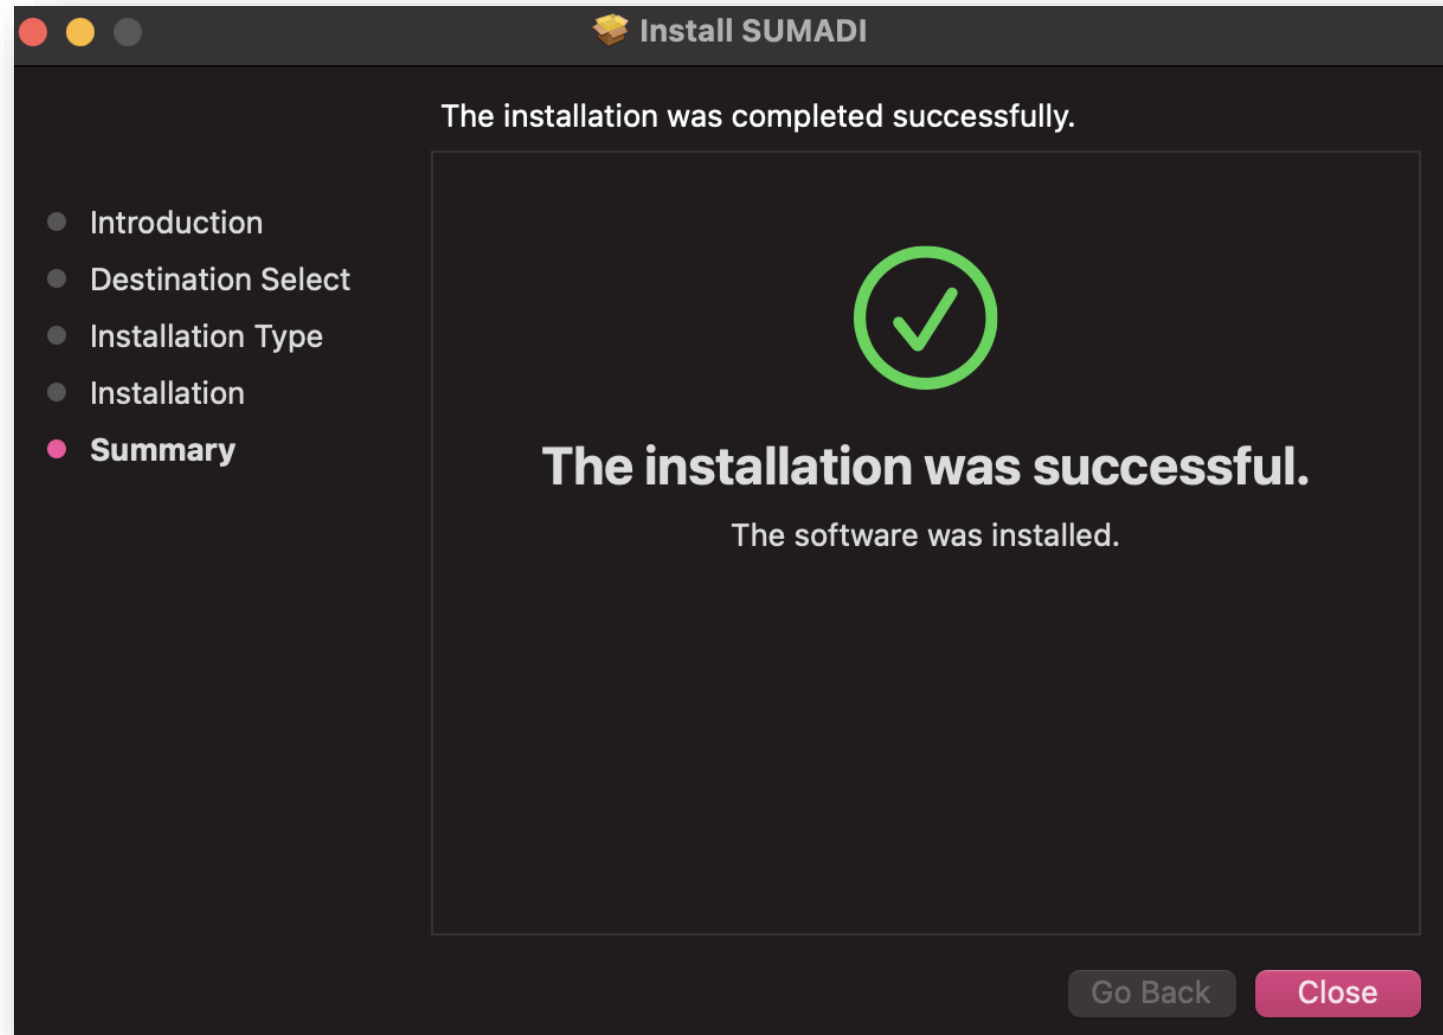 Install SUMADI
The installation was completed successfully.
Introduction
Destination Select
Installation Type
Installation
Summary
The installation was successful.
The software was installed.
Go Back
Close